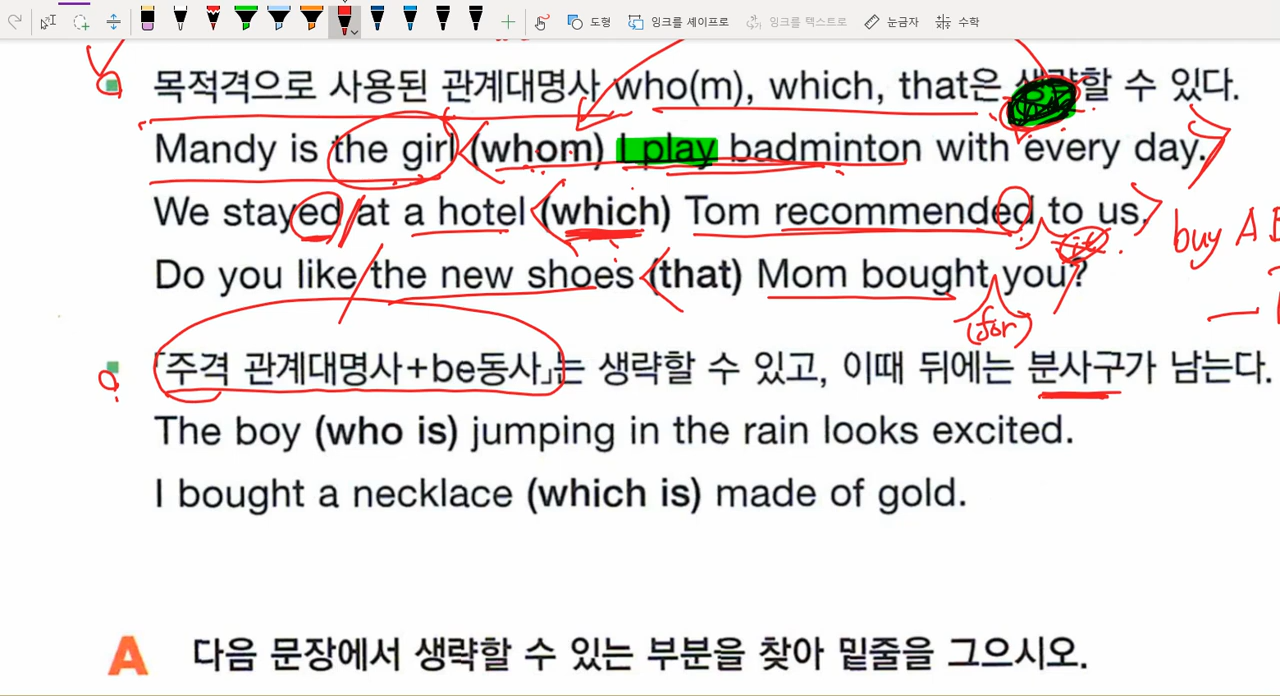 도형 잉크를 셰이프로 잉크를 텍스트로 눈금자 수학
목적격으로 사용된 관계대명사 who(m), which, that은 생략할 수 있다.
Mandy is the girl (whom) I play badminton with every day.
We stayed at a hotel (which) Tom recommended to us.
buy A
Do you like the new shoes (that) Mom bought you?
(for)
「주격 관계대명사+be동사」는 생략할 수 있고, 이때 뒤에는 분사구가 남는다.
The boy (who is) jumping in the rain looks excited.
I bought a necklace (which is) made of gold.
A 다음 문장에서 생략할 수 있는 부분을 찾아 밑줄을 그으시오.